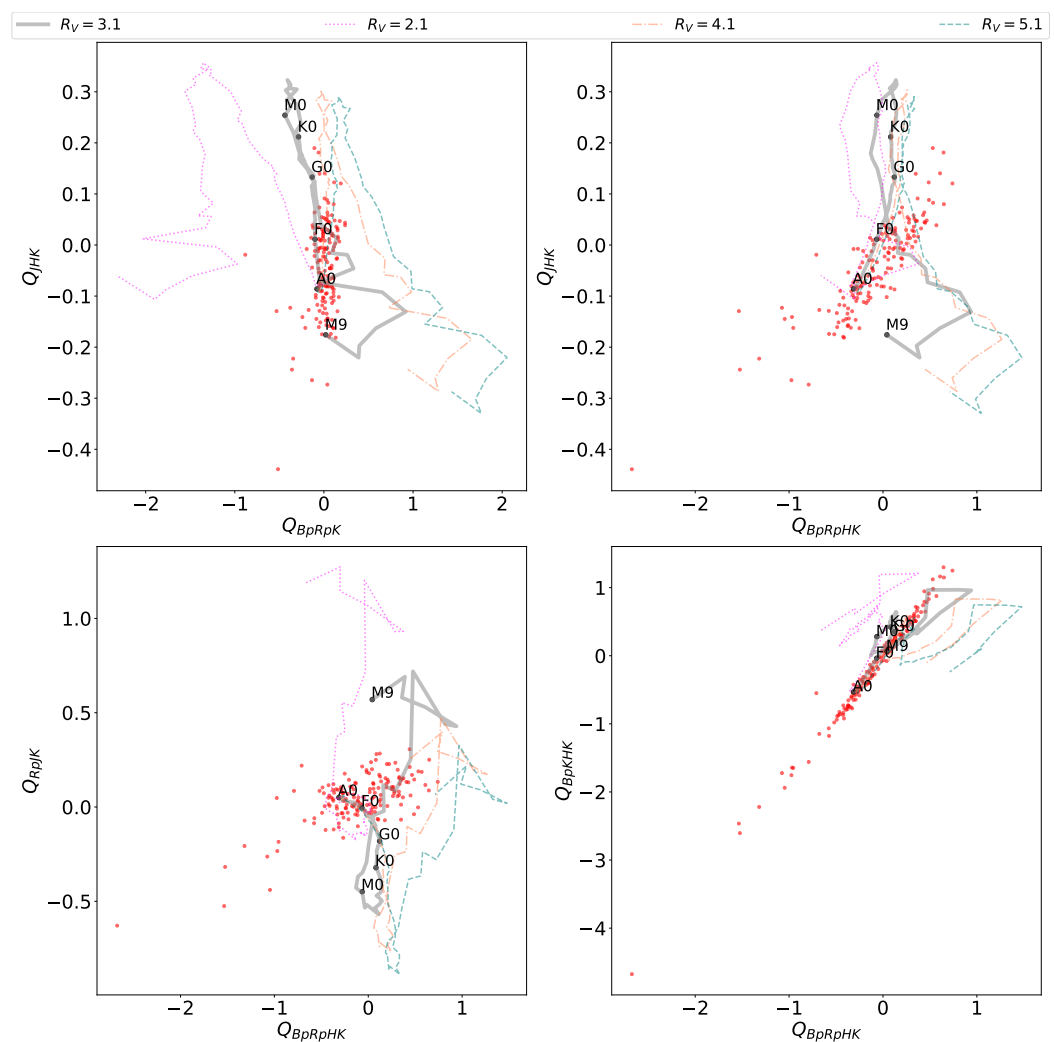 R_V = 3.1 R_V = 2.1 R_V = 4.1 R_V = 5.1
0.3
0.2
0.1
0.0
−0.1
−0.2
−0.3
−0.4
Q_JHK
M0
K0
G0
F0
A0
M9
−2 −1 0 1 2
Q_BpRpK
0.3
0.2
0.1
0.0
−0.1
−0.2
−0.3
−0.4
Q_JHK
M0
K0
G0
F0
A0
M9
−2 −1 0 1
Q_BpRpHK
1.0
0.5
0.0
−0.5
Q_RpJK
M9
A0
F0
G0
K0
M0
−2 −1 0 1
Q_BpRpHK
1
0
−1
−2
−3
−4
Q_BpKHK
K0
G0
M0
M9
F0
A0
−2 −1 0 1
Q_BpRpHK